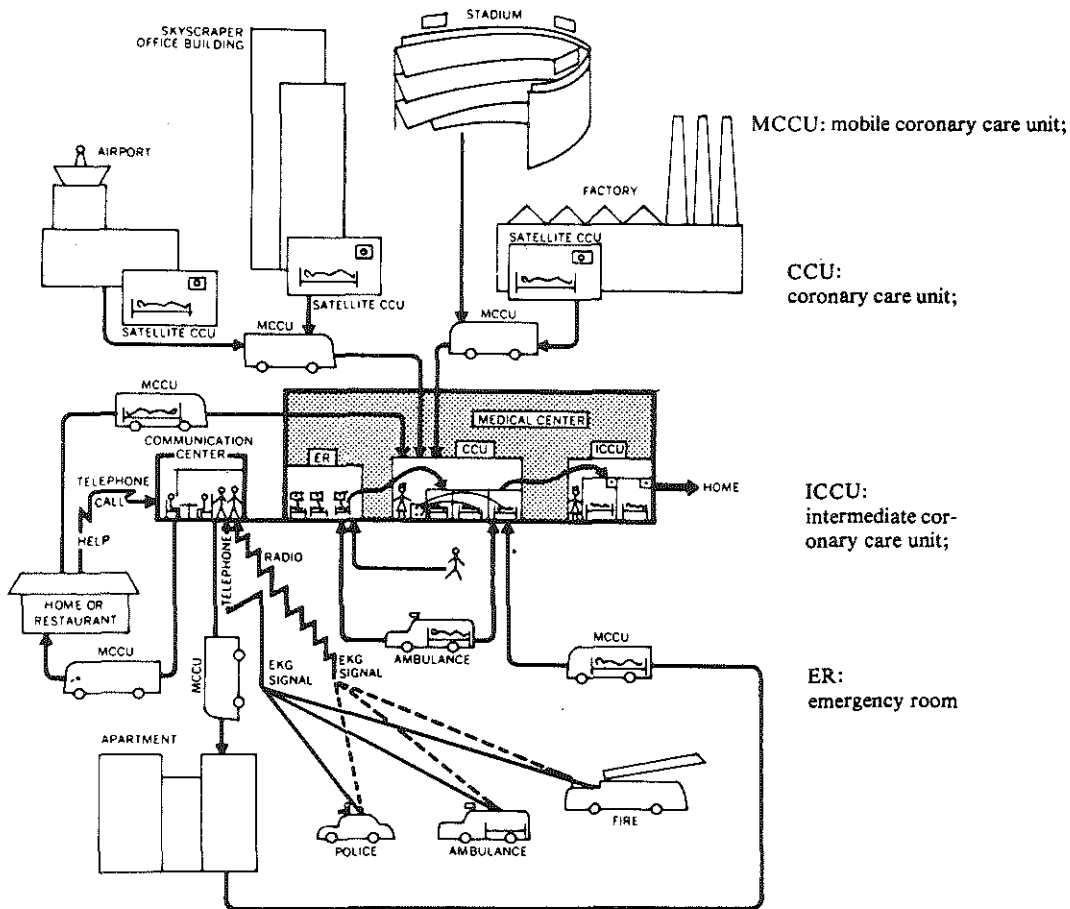 STADIUM
SKYSCRAPER
OFFICE BUILDING
MCCU: mobile coronary care unit;
AIRPORT
FACTORY
SATELLITE CCU
CCU:
coronary care unit;
SATELLITE CCU
SATELLITE CCU
MCCU
MCCU
MCCU
MEDICAL CENTER
COMMUNICATION
CENTER
ER
CCU
ICCU
TELEPHONE
CALL
HOME
ICCU:
intermediate cor-
onary care unit;
HELP
TELEPHONE
RADIO
HOME OR
RESTAURANT
MCCU
MCCU
AMBULANCE
MCCU
EKG
SIGNAL
EKG
SIGNAL
ER:
emergency room
APARTMENT
POLICE
AMBULANCE
FIRE